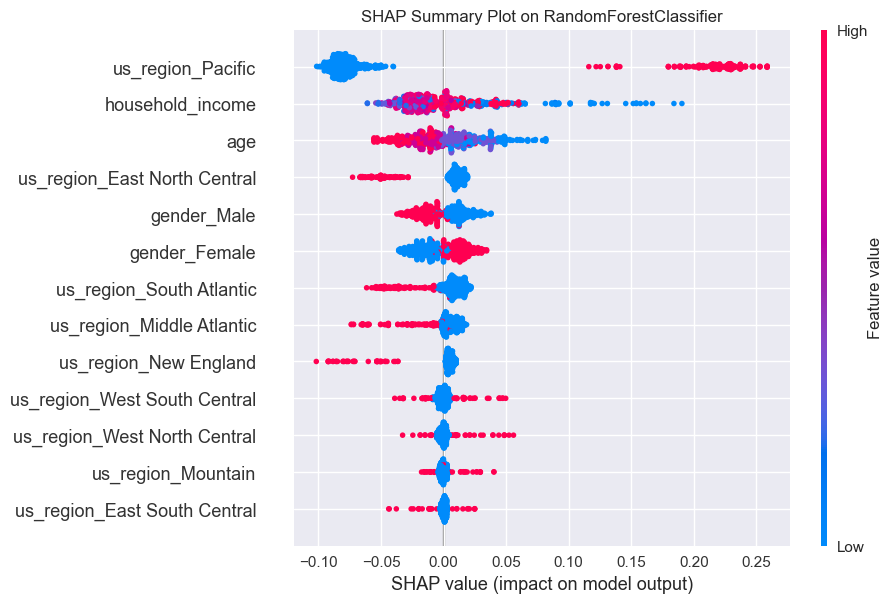 SHAP Summary Plot on RandomForestClassifier
High
us_region_Pacific
household_income
age
us_region_East North Central
gender_Male
gender_Female
us_region_South Atlantic
us_region_Middle Atlantic
us_region_New England
us_region_West South Central
us_region_West North Central
us_region_Mountain
us_region_East South Central
Feature value
Low
−0.10 −0.05 0.00 0.05 0.10 0.15 0.20 0.25
SHAP value (impact on model output)